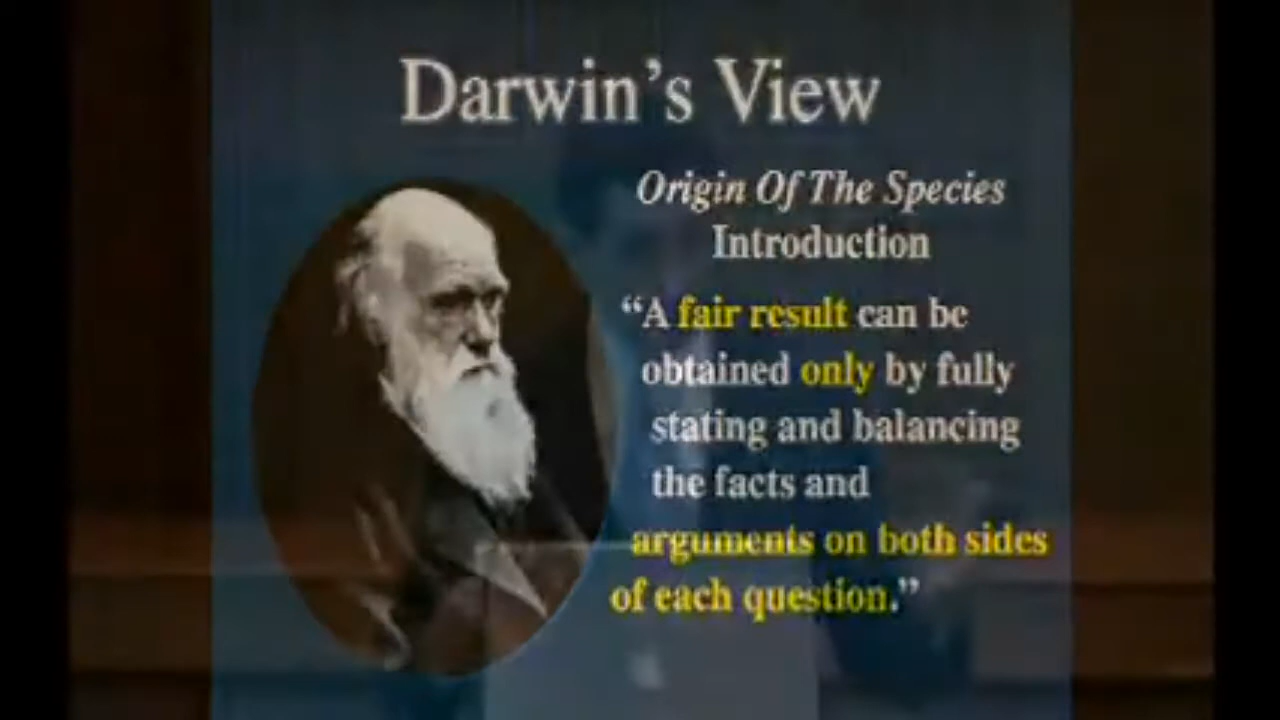 Darwin's View
Origin Of The Species
Introduction
“A fair result can be
obtained only by fully
stating and balancing
the facts and
arguments on both sides
of each question.”